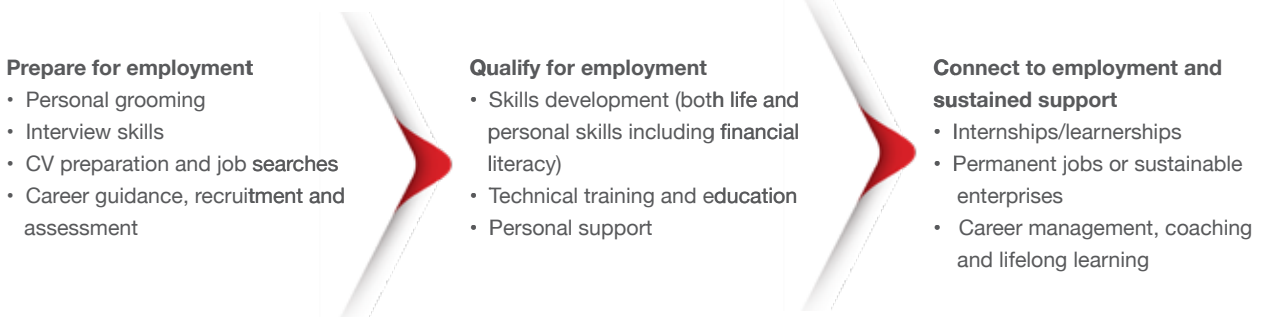 Prepare for employment
• Personal grooming
• Interview skills
• CV preparation and job searches
• Career guidance, recruitment and
assessment
Qualify for employment
• Skills development (both life and
personal skills including financial
literacy)
• Technical training and education
• Personal support
Connect to employment and
sustained support
• Internships/learnerships
• Permanent jobs or sustainable
enterprises
• Career management, coaching
and lifelong learning